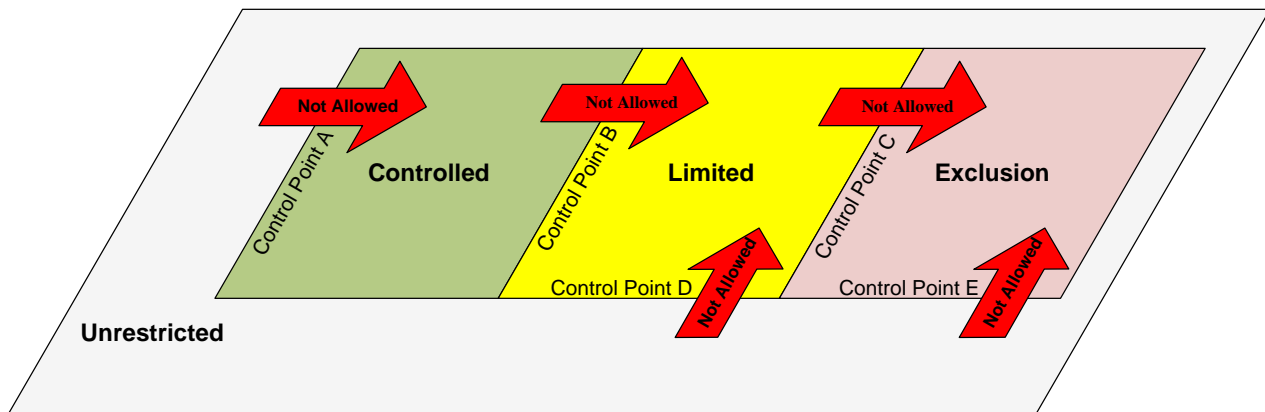 Not Allowed
Not Allowed
Not Allowed
Control Point A
Control Point B
Control Point C
Controlled
Limited
Exclusion
Control Point D
Not Allowed
Control Point E
Not Allowed
Unrestricted